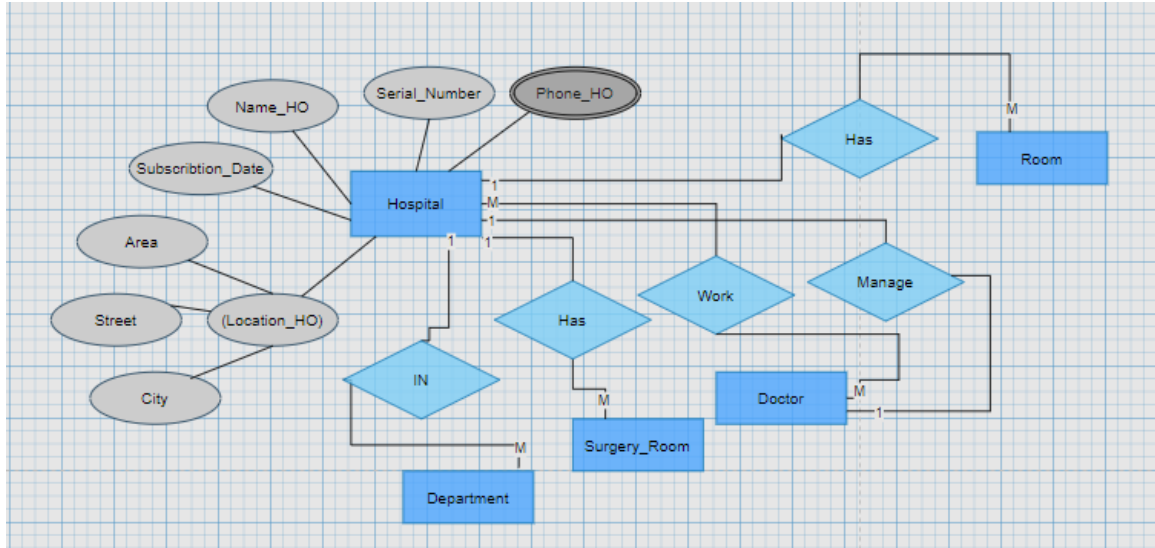 Serial_Number
Phone_HO
Name_HO
M
Has
Room
Subscribtion_Date
1
Hospital
M
1
Area
1
1
Manage
Work
Street
(Location_HO)
Has
IN
City
M
Doctor
M
1
Surgery_Room
M
Department